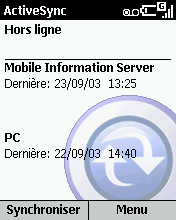 ActiveSync
Hors ligne
Mobile Information Server
Dernière: 23/09/03 13:25
PC
Dernière: 22/09/03 14:40
Synchroniser Menu